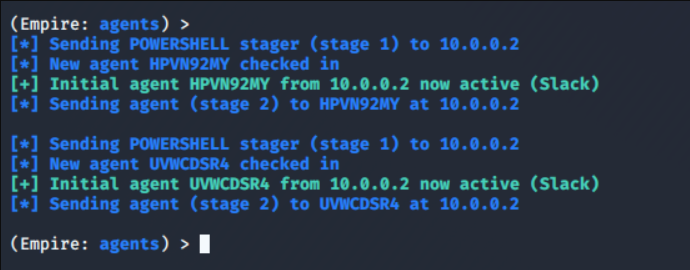 (Empire: agents) >
[*] Sending POWERSHELL stager (stage 1) to 10.0.0.2
[*] New agent HPVN92MY checked in
[+] Initial agent HPVN92MY from 10.0.0.2 now active (Slack)
[*] Sending agent (stage 2) to HPVN92MY at 10.0.0.2
[*] Sending POWERSHELL stager (stage 1) to 10.0.0.2
[*] New agent UVWCDSR4 checked in
[+] Initial agent UVWCDSR4 from 10.0.0.2 now active (Slack)
[*] Sending agent (stage 2) to UVWCDSR4 at 10.0.0.2
(Empire: agents) >